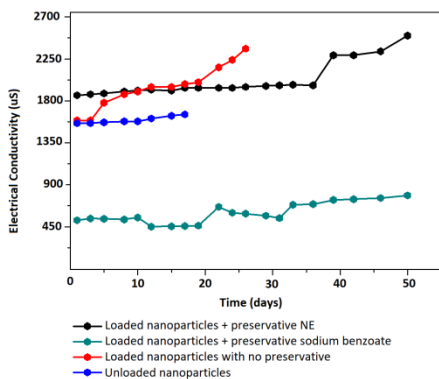 Electrical Conductivity (uS)
2700
2250
1800
1350
900
450
0
10
20
30
40
50
Time (days)
Loaded nanoparticles + preservative NE
Loaded nanoparticles + preservative sodium benzoate
Loaded nanoparticles with no preservative
Unloaded nanoparticles